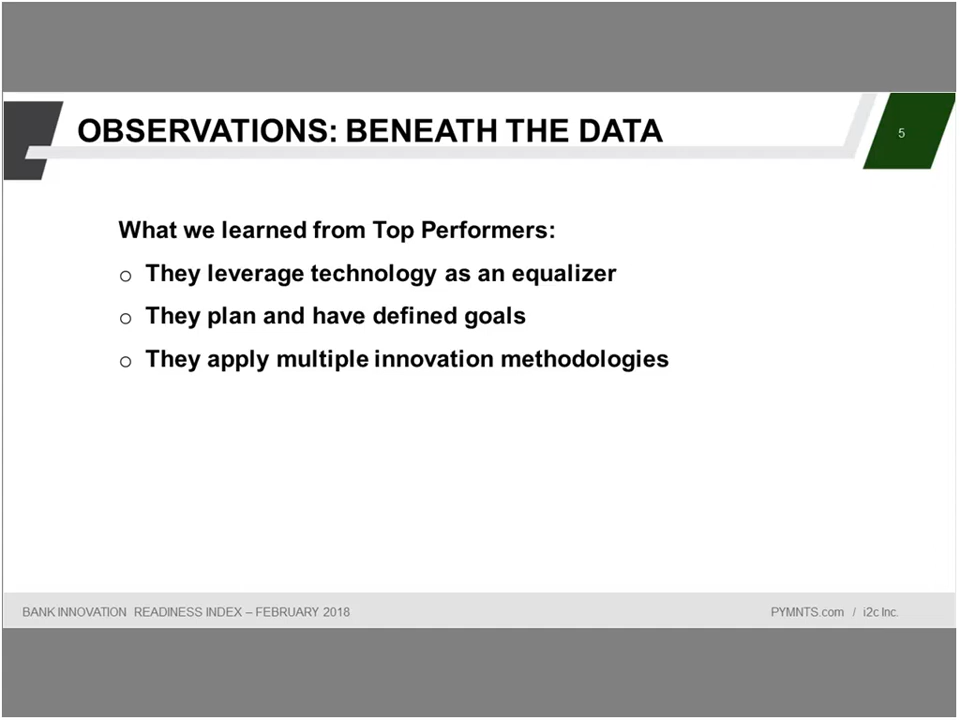 OBSERVATIONS: BENEATH THE DATA
5
What we learned from Top Performers:
o They leverage technology as an equalizer
o They plan and have defined goals
o They apply multiple innovation methodologies
BANK INNOVATION READINESS INDEX – FEBRUARY 2018
PYMNTS.com / i2c Inc.